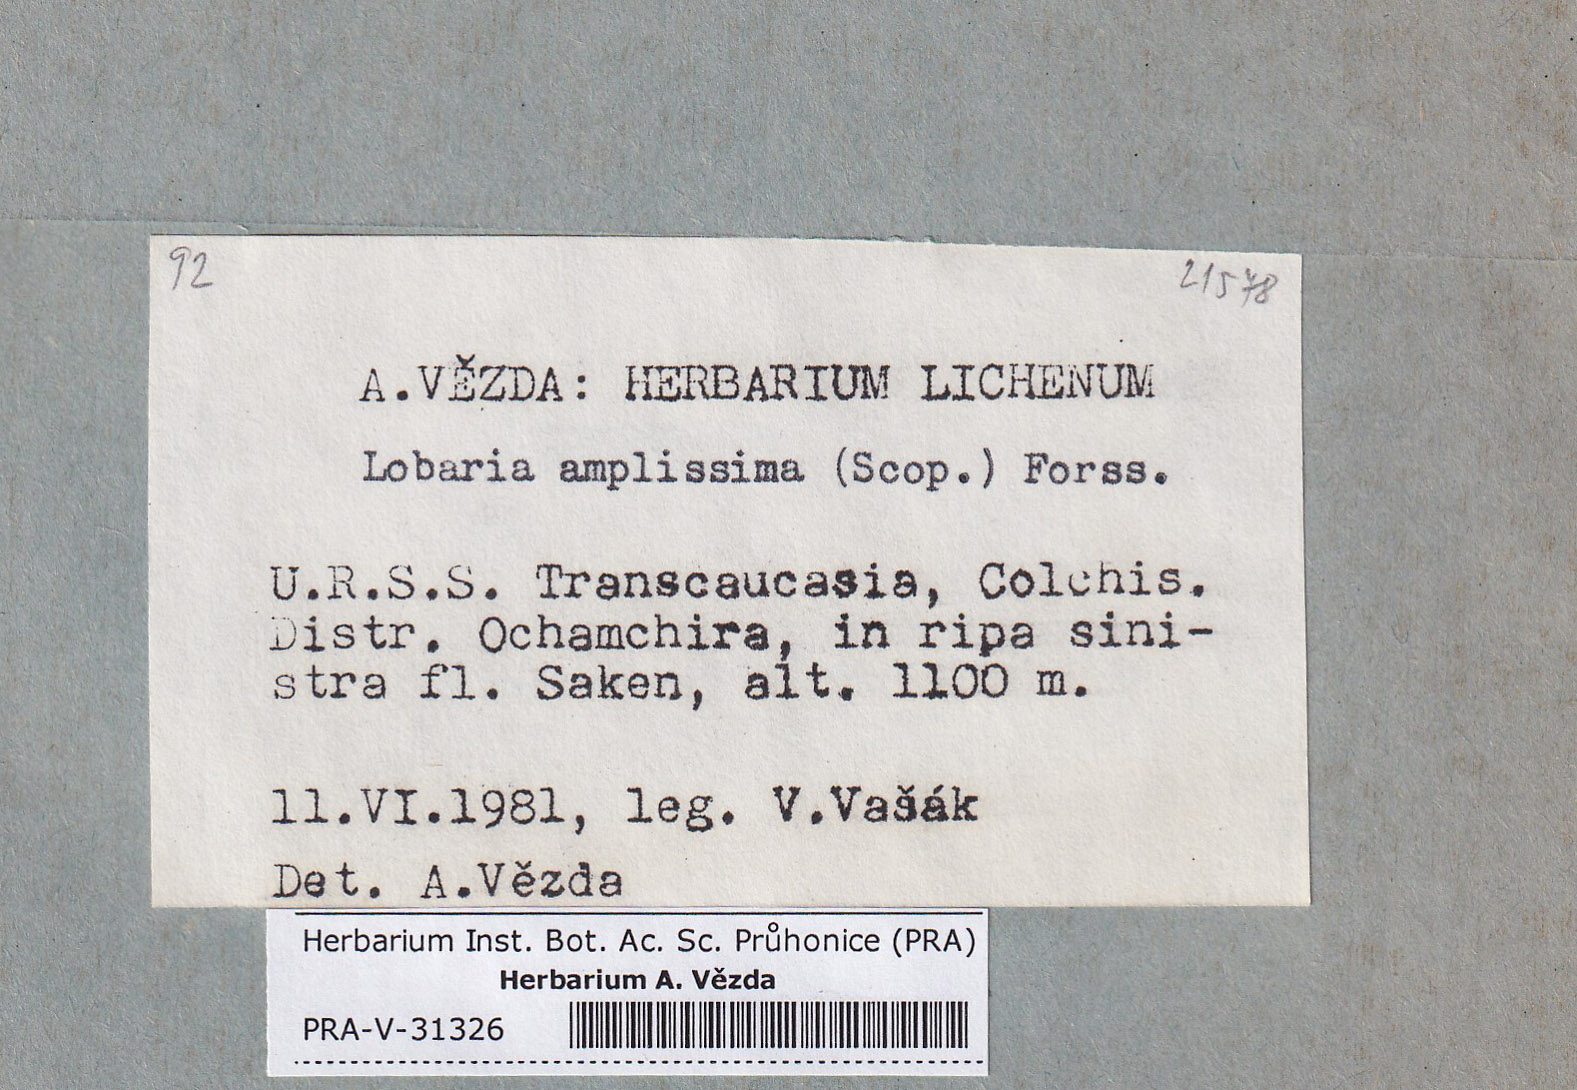 92
21578
A.VĚZDA: HERBARIUM LICHENUM
Lobaria amplissima (Scop.) Forss.
U.R.S.S. Transcaucasia, Colchis.
Distr. Ochamchira, in ripa sini-
stra fl. Saken, alt. 1100 m.
11.VI.1981, leg. V.Vašák
Det. A.Vězda
Herbarium Inst. Bot. Ac. Sc. Průhonice (PRA)
Herbarium A. Vězda
PRA-V-31326